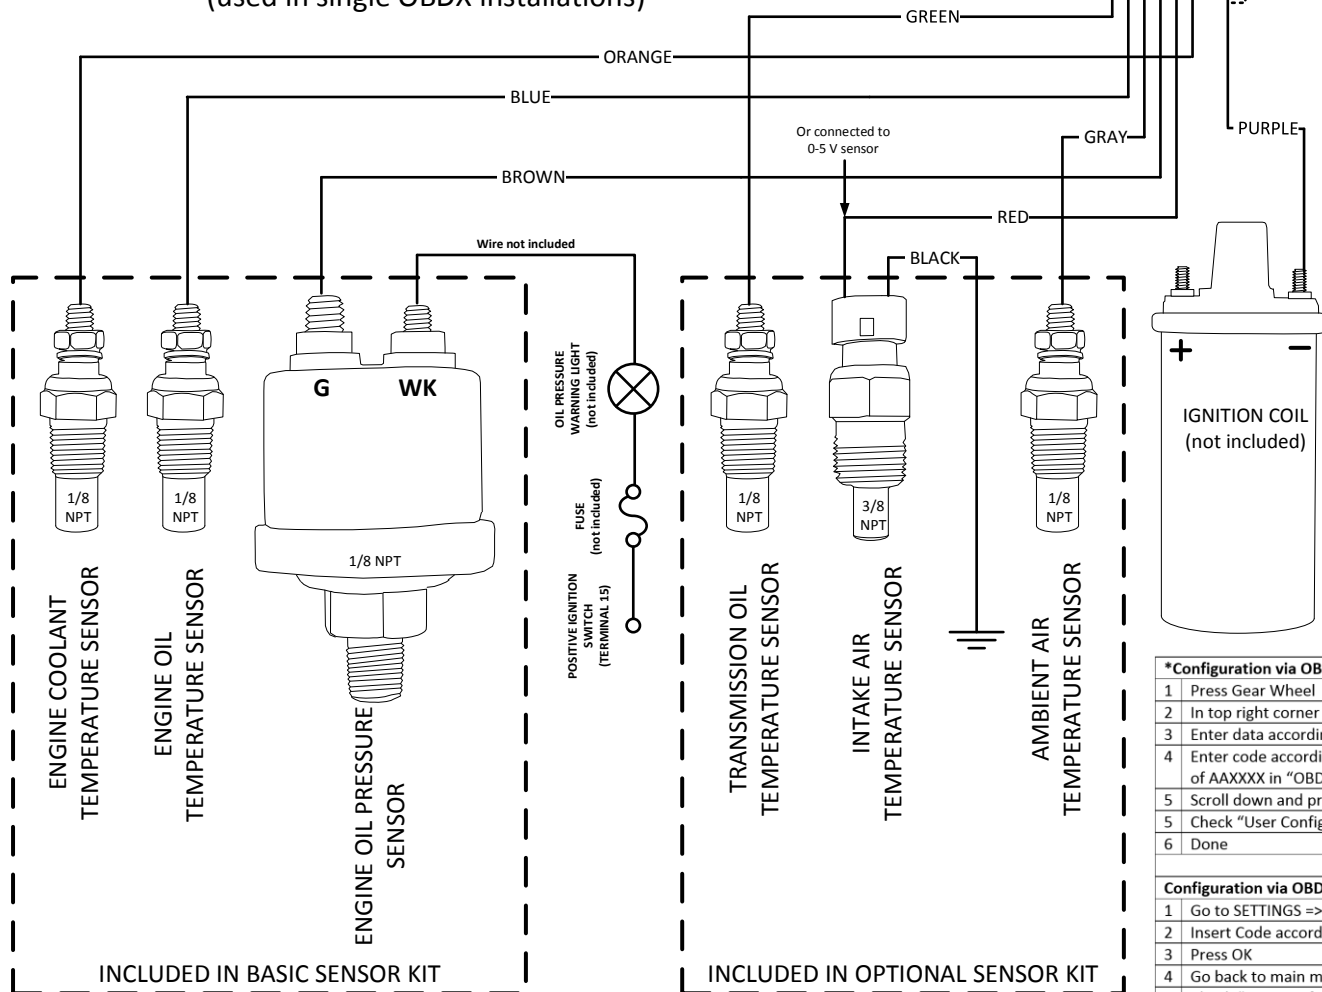 (used in single OBDX installations)
GREEN
ORANGE
BLUE
PURPLE
Or connected to
0-5 V sensor
GRAY
BROWN
RED
Wire not included
BLACK
G
WK
1/8
NPT
1/8
NPT
1/8 NPT
OIL PRESSURE
WARNING LIGHT
(not included)
FUSE
(not included)
POSITIVE IGNITION
SWITCH
(TERMINAL 15)
1/8
NPT
3/8
NPT
1/8
NPT
+
–
IGNITION COIL
(not included)
ENGINE COOLANT
TEMPERATURE SENSOR
ENGINE OIL
TEMPERATURE SENSOR
ENGINE OIL PRESSURE
SENSOR
TRANSMISSION OIL
TEMPERATURE SENSOR
INTAKE AIR
TEMPERATURE SENSOR
AMBIENT AIR
TEMPERATURE SENSOR
INCLUDED IN BASIC SENSOR KIT
INCLUDED IN OPTIONAL SENSOR KIT
*Configuration via OB
1 Press Gear Wheel
2 In top right corner
3 Enter data accordi
4 Enter code accordi
of AAXXXX in "OBD
5 Scroll down and pr
5 Check "User Config
6 Done
Configuration via OBD
1 Go to SETTINGS =>
2 Insert Code accord
3 Press OK
4 Go back to main m